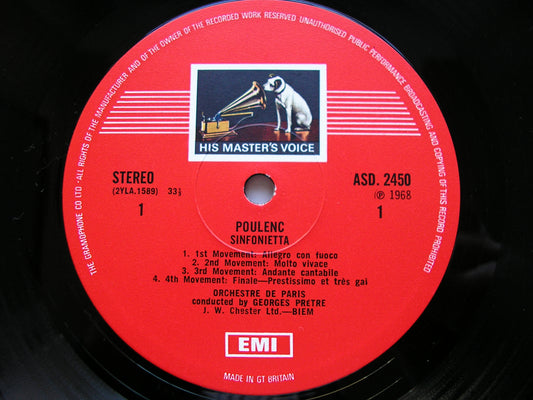 THE GRAMOPHONE CO LTD · ALL RIGHTS OF THE MANUFACTURER AND OF THE OWNER OF THE RECORDED WORK RESERVED UNAUTHORISED PUBLIC PERFORMANCE BROADCASTING AND COPYING OF THIS RECORD PROHIBITED
HIS MASTER'S VOICE
STEREO
(2YLA.1589) 33⅓
1
ASD. 2450
℗ 1968
1
POULENC
SINFONIETTA
1. 1st Movement: Allegro con fuoco
2. 2nd Movement: Molto vivace
3. 3rd Movement: Andante cantabile
4. 4th Movement: Finale—Prestissimo et très gai
ORCHESTRE DE PARIS
conducted by GEORGES PRETRE
J. W. Chester Ltd.—BIEM
EMI
MADE IN GT BRITAIN